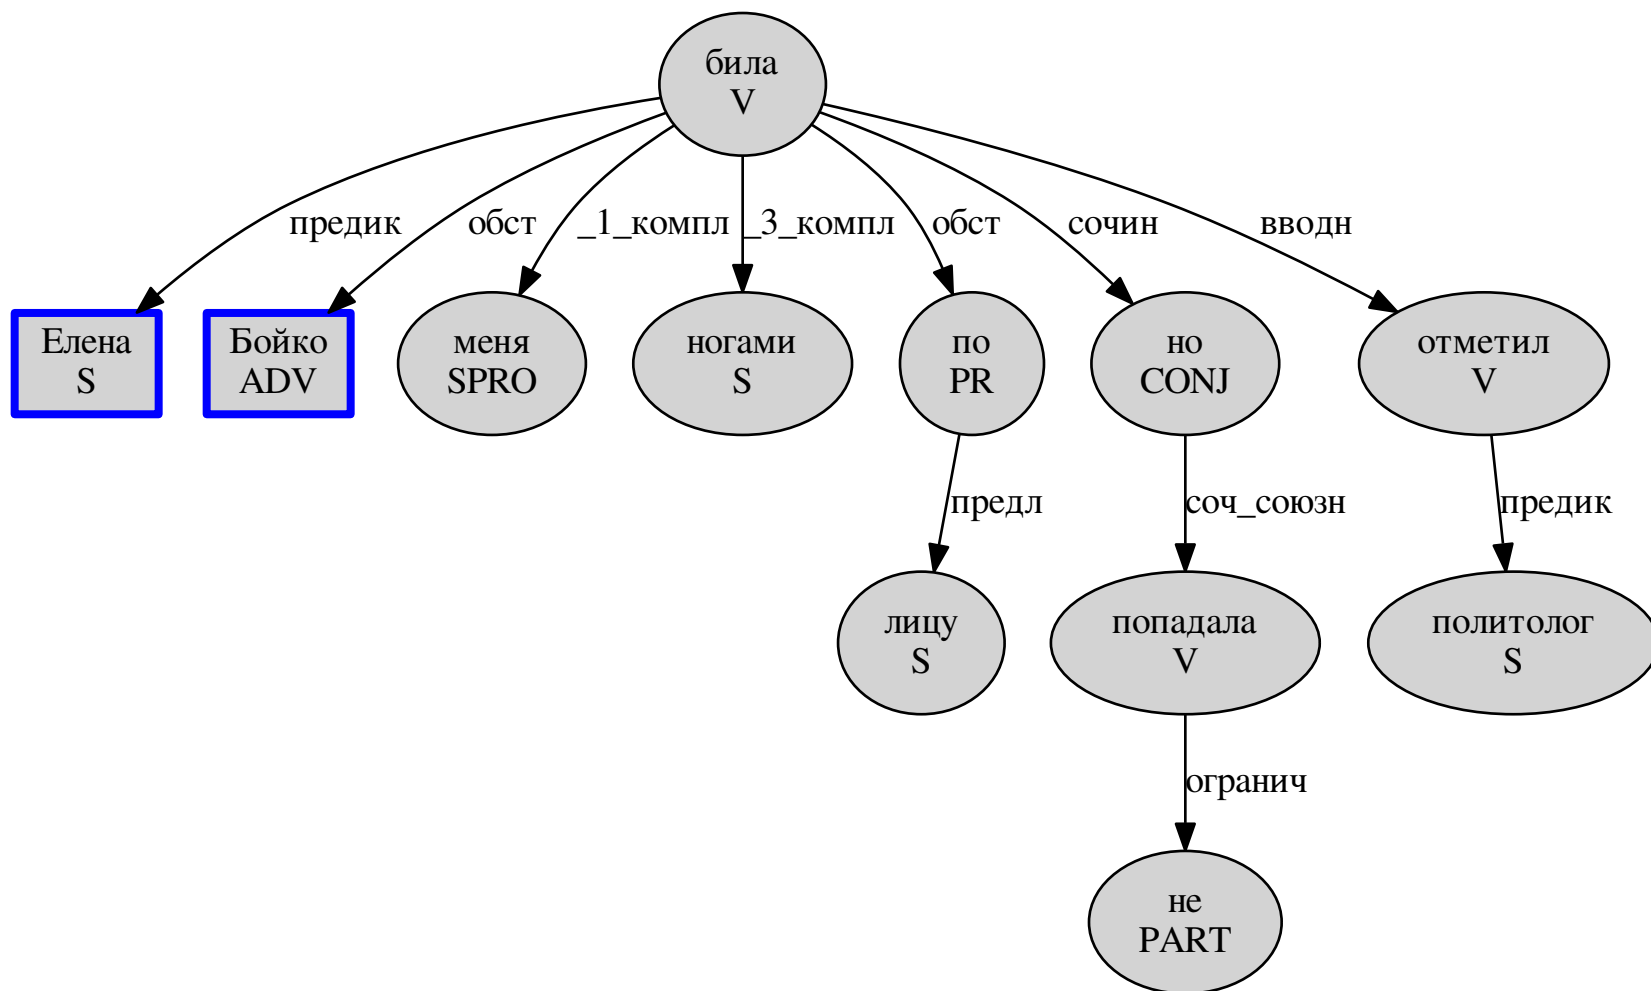 била
V
предик
обст
_1_компл
_3_компл
обст
сочин
вводн
Елена
S
Бойко
ADV
меня
SPRO
ногами
S
по
PR
но
CONJ
отметил
V
предл
соч_союзн
предик
лицу
S
попадала
V
политолог
S
огранич
не
PART